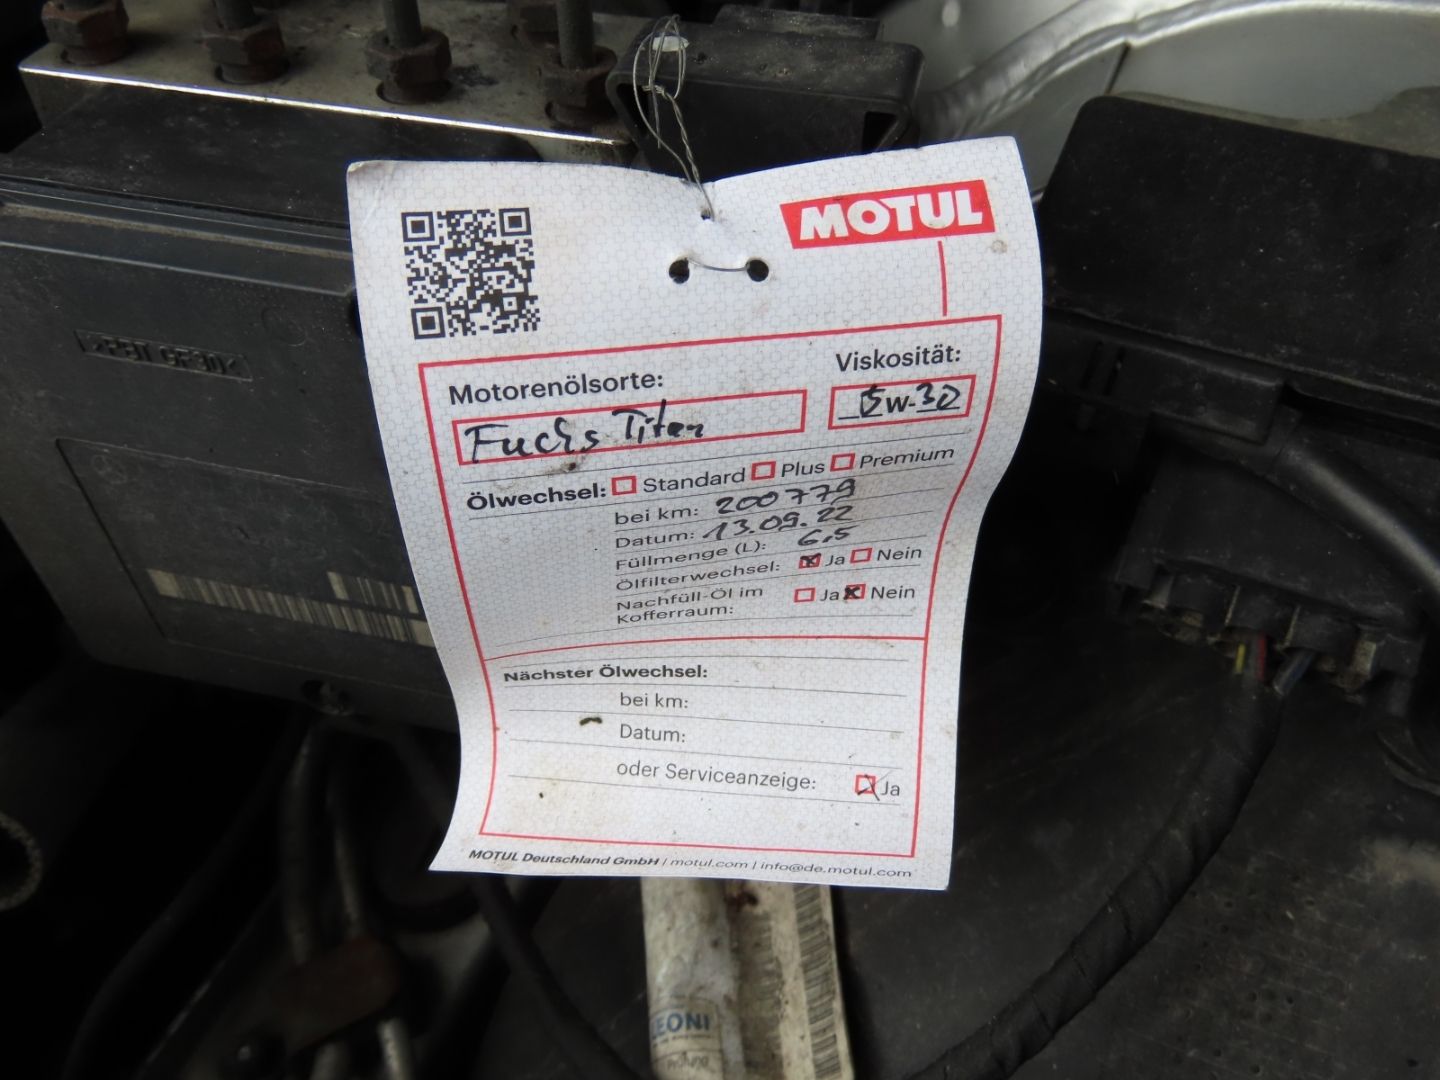 MOTUL
Motorenölsorte:
Viskosität:
Fuchs Titan
5W-30
Ölwechsel: Standard Plus Premium
bei km: 200779
Datum: 13.09.22
Füllmenge (L): 6,5
Ölfilterwechsel: Ja Nein
Nachfüll-Öl im
Kofferraum: Ja Nein
Nächster Ölwechsel:
bei km:
Datum:
oder Serviceanzeige: Ja
MOTUL Deutschland GmbH | motul.com | info@de.motul.com
LEONI